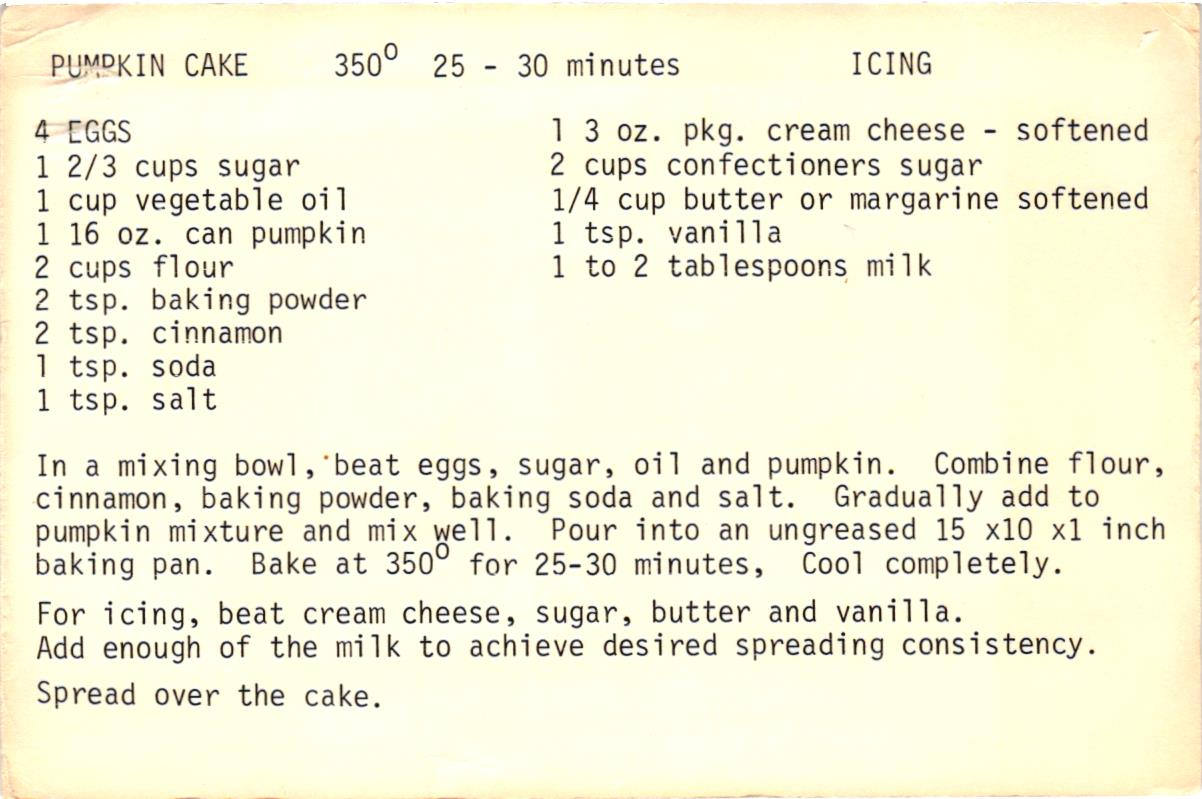 PUMPKIN CAKE 350° 25 - 30 minutes ICING
4 EGGS
1 2/3 cups sugar
1 cup vegetable oil
1 16 oz. can pumpkin
2 cups flour
2 tsp. baking powder
2 tsp. cinnamon
1 tsp. soda
1 tsp. salt
1 3 oz. pkg. cream cheese - softened
2 cups confectioners sugar
1/4 cup butter or margarine softened
1 tsp. vanilla
1 to 2 tablespoons milk
In a mixing bowl, beat eggs, sugar, oil and pumpkin. Combine flour,
cinnamon, baking powder, baking soda and salt. Gradually add to
pumpkin mixture and mix well. Pour into an ungreased 15 x10 x1 inch
baking pan. Bake at 350° for 25-30 minutes, Cool completely.
For icing, beat cream cheese, sugar, butter and vanilla.
Add enough of the milk to achieve desired spreading consistency.
Spread over the cake.